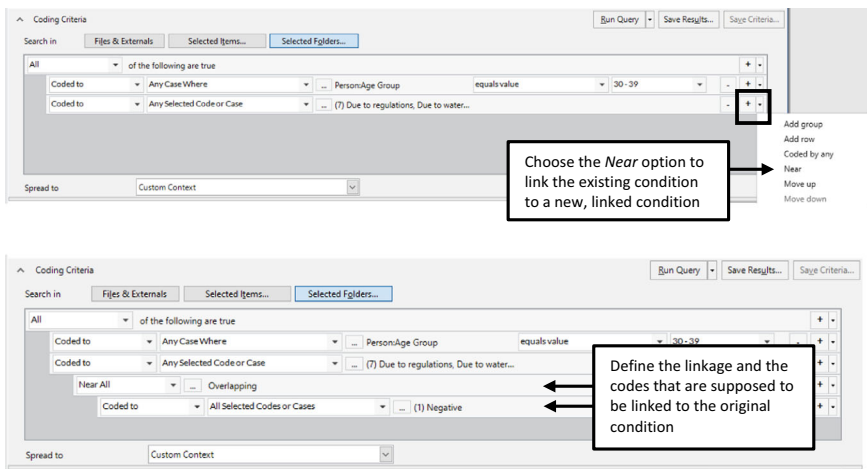 Coding Criteria
Run Query
Save Results...
Save Criteria...
Search in
Files & Externals
Selected Items...
Selected Folders...
All
of the following are true
+
Coded to
Any Case Where
...
Person:Age Group
equals value
30 - 39
-
+
Coded to
Any Selected Code or Case
...
(7) Due to regulations, Due to water...
-
+
Add group
Add row
Coded by any
Near
Move up
Move down
Choose the Near option to
link the existing condition
to a new, linked condition
Spread to
Custom Context
Coding Criteria
Run Query
Save Results...
Save Criteria...
Search in
Files & Externals
Selected Items...
Selected Folders...
All
of the following are true
+
Coded to
Any Case Where
...
Person:Age Group
equals value
30 - 39
-
+
Coded to
Any Selected Code or Case
...
(7) Due to regulations, Due to water...
+
Near All
...
Overlapping
+
Coded to
All Selected Codes or Cases
...
(1) Negative
+
Define the linkage and the
codes that are supposed to
be linked to the original
condition
Spread to
Custom Context